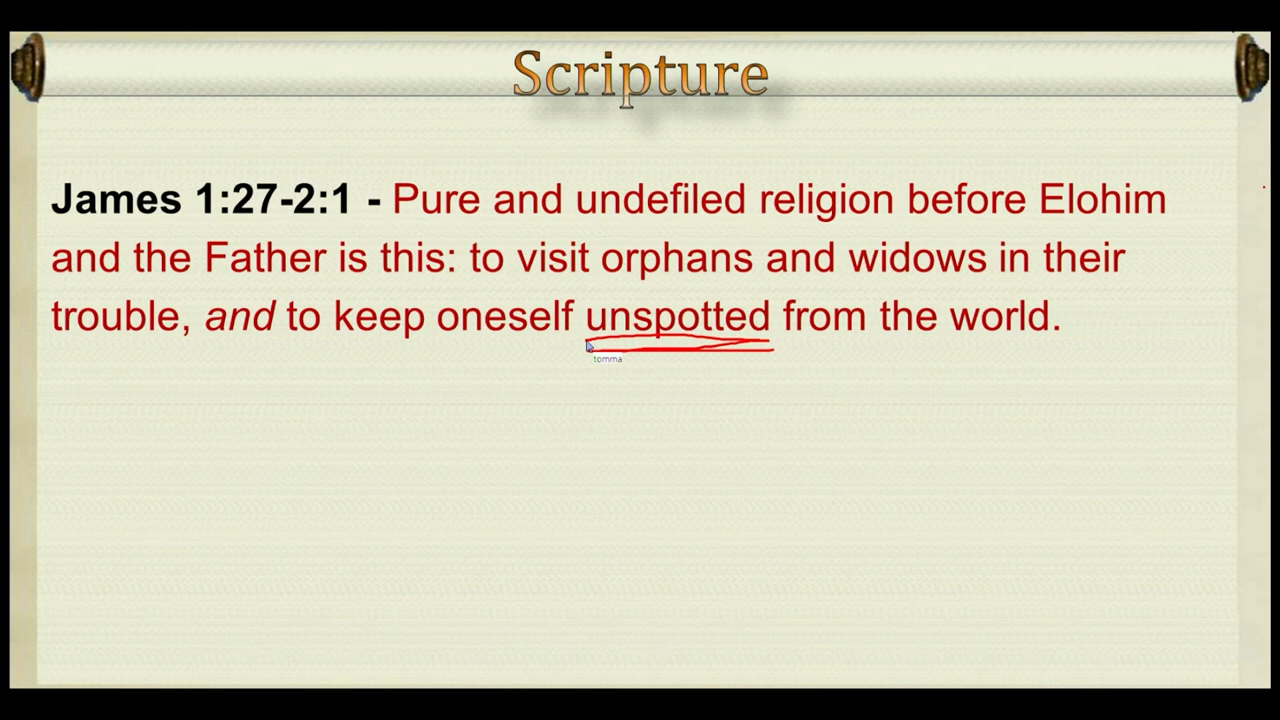 Scripture
James 1:27-2:1 - Pure and undefiled religion before Elohim
and the Father is this: to visit orphans and widows in their
trouble, and to keep oneself unspotted from the world.
tomma